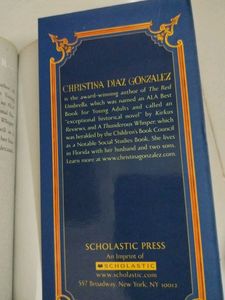 CHRISTINA DIAZ GONZALEZ
is the award-winning author of The Red
Umbrella, which was named an ALA Best
Book for Young Adults and called an
"exceptional historical novel" by Kirkus
Reviews, and A Thunderous Whisper, which
was heralded by the Children's Book Council
as a Notable Social Studies Book. She lives
in Florida with her husband and two sons.
Learn more at www.christinagonzalez.com.
SCHOLASTIC PRESS
An Imprint of
SCHOLASTIC
www.scholastic.com
557 Broadway, New York, NY 10012